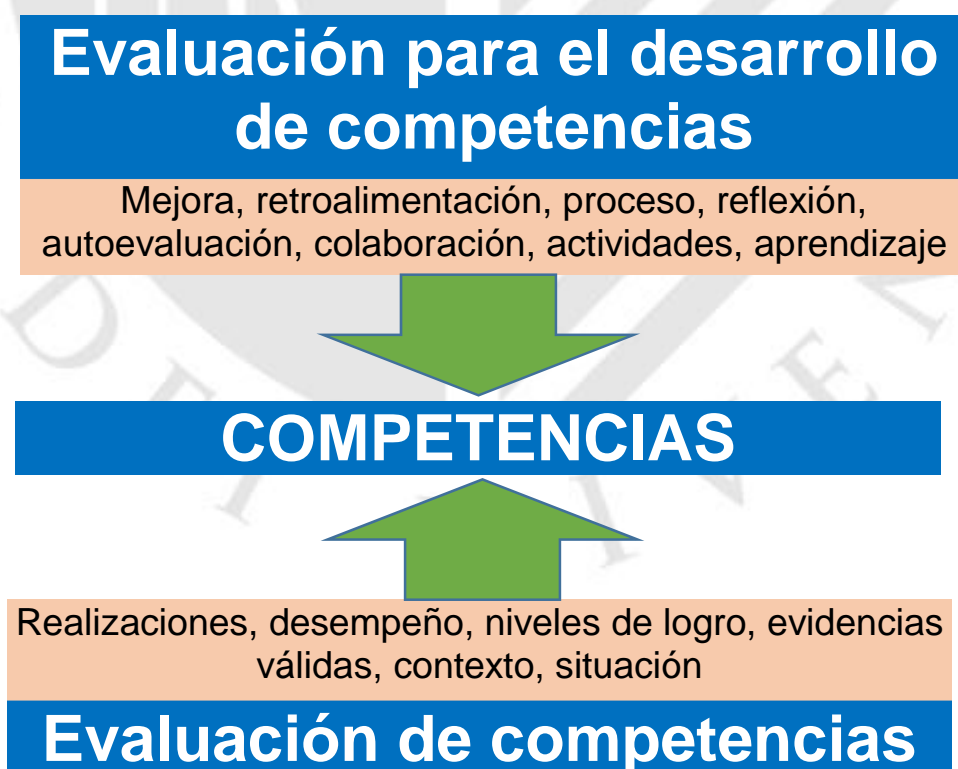 Evaluación para el desarrollo
de competencias
Mejora, retroalimentación, proceso, reflexión,
autoevaluación, colaboración, actividades, aprendizaje
COMPETENCIAS
Realizaciones, desempeño, niveles de logro, evidencias
válidas, contexto, situación
Evaluación de competencias